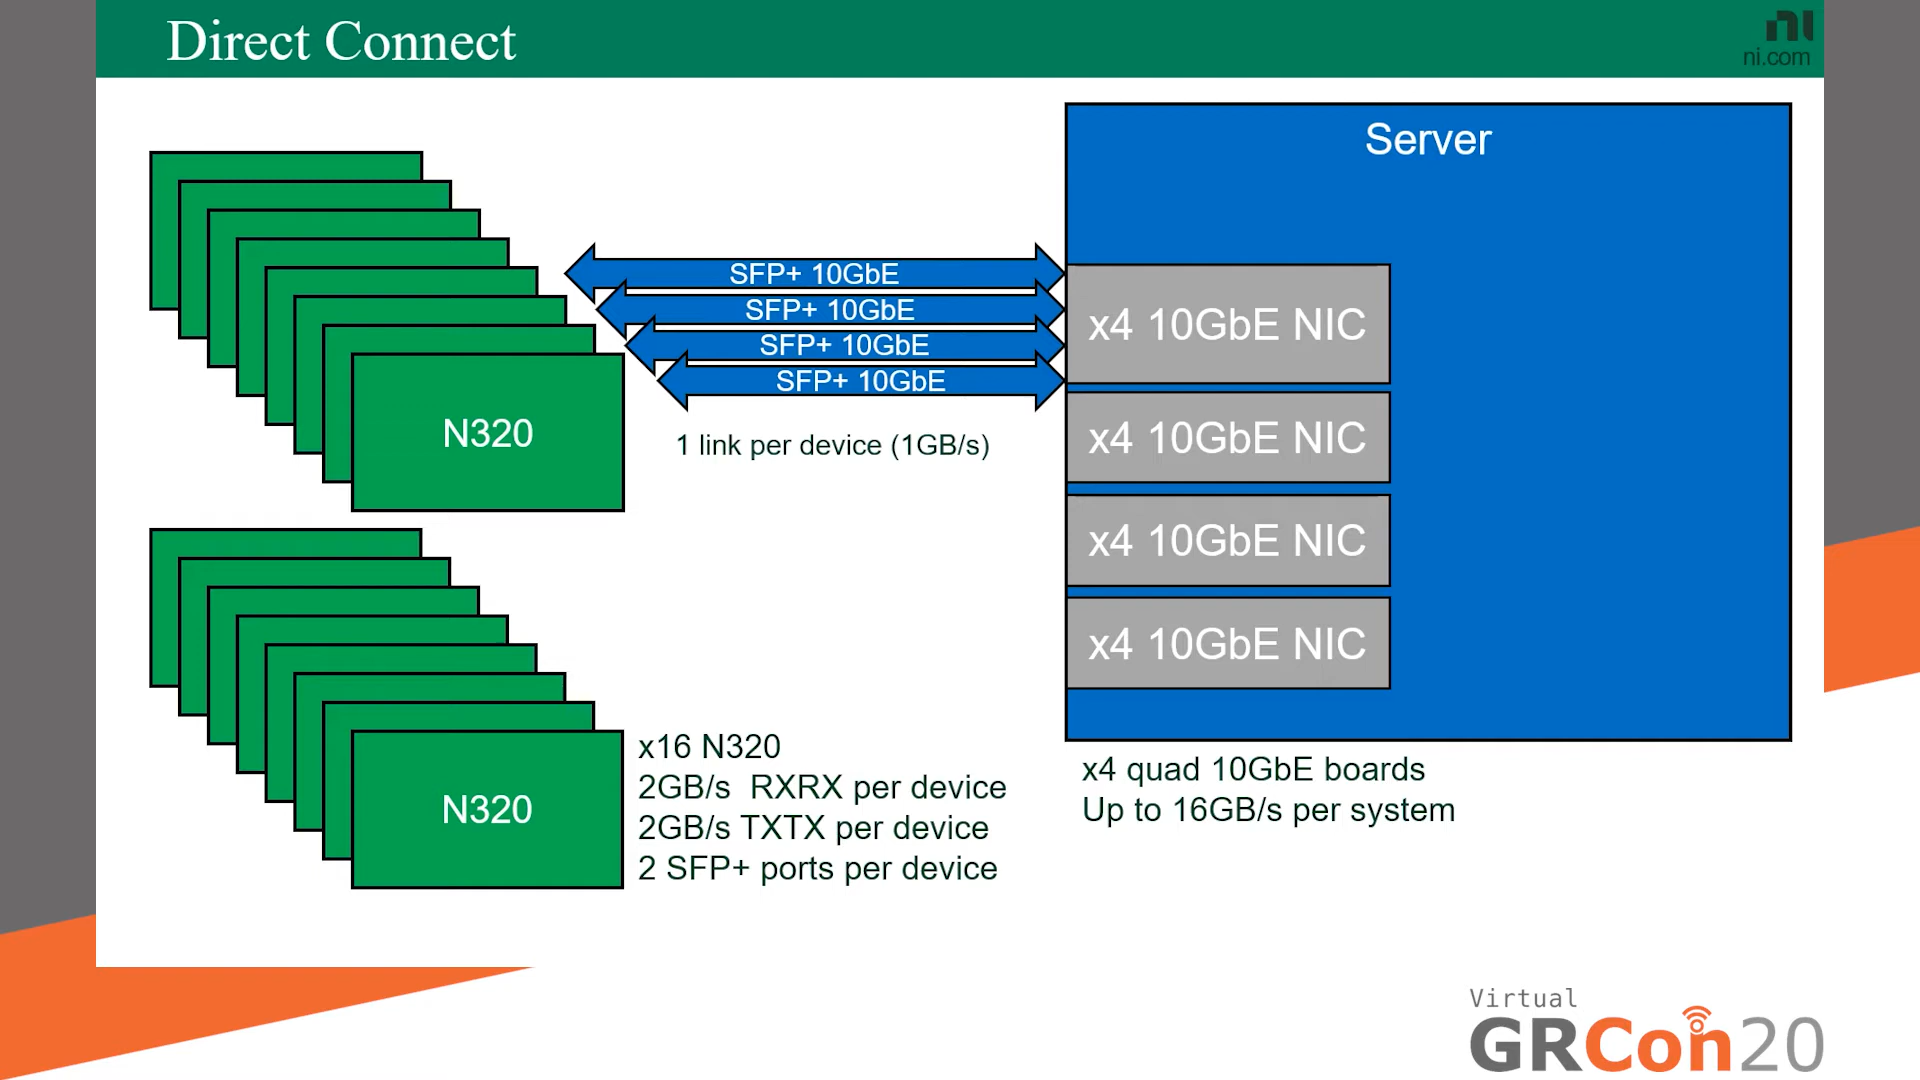 Direct Connect
ni
ni.com
Server
SFP+ 10GbE
SFP+ 10GbE
SFP+ 10GbE
SFP+ 10GbE
1 link per device (1GB/s)
x4 10GbE NIC
x4 10GbE NIC
x4 10GbE NIC
x4 10GbE NIC
N320
N320
x16 N320
2GB/s  RXRX per device
2GB/s TXTX per device
2 SFP+ ports per device
x4 quad 10GbE boards
Up to 16GB/s per system
Virtual
GRCon20